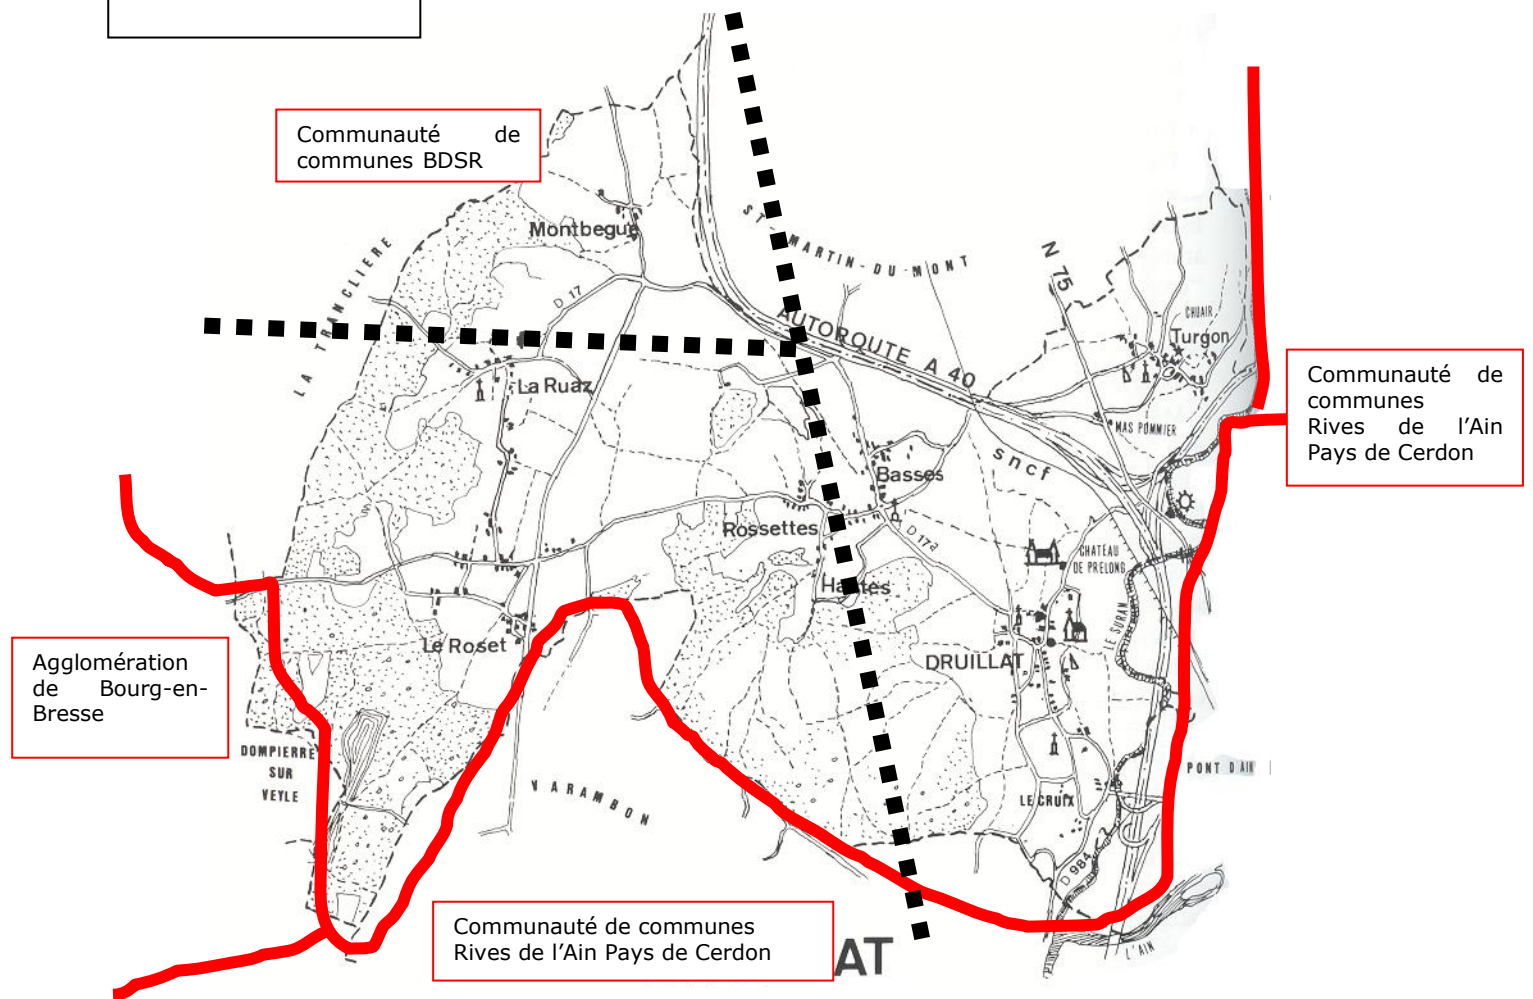 Communauté de
communes BDSR
Montbegue
ST - MARTIN - DU - MONT
N 75
LA TRANCLIERE
D 17
AUTOROUTE A 40
CHUAIR
Turgon
La Ruaz
MAS POMMIER
Communauté de
communes
Rives de l'Ain
Pays de Cerdon
sncf
Basses
Rossettes
D 17a
CHATEAU
DE PRELONG
Hautes
LE SURAN
Le Roset
DRUILLAT
Agglomération
de Bourg-en-
Bresse
DOMPIERRE
SUR
VEYLE
VARAMBON
PONT D AIN
LE CRUIX
D 984
L'AIN
Communauté de communes
Rives de l'Ain Pays de Cerdon
AT